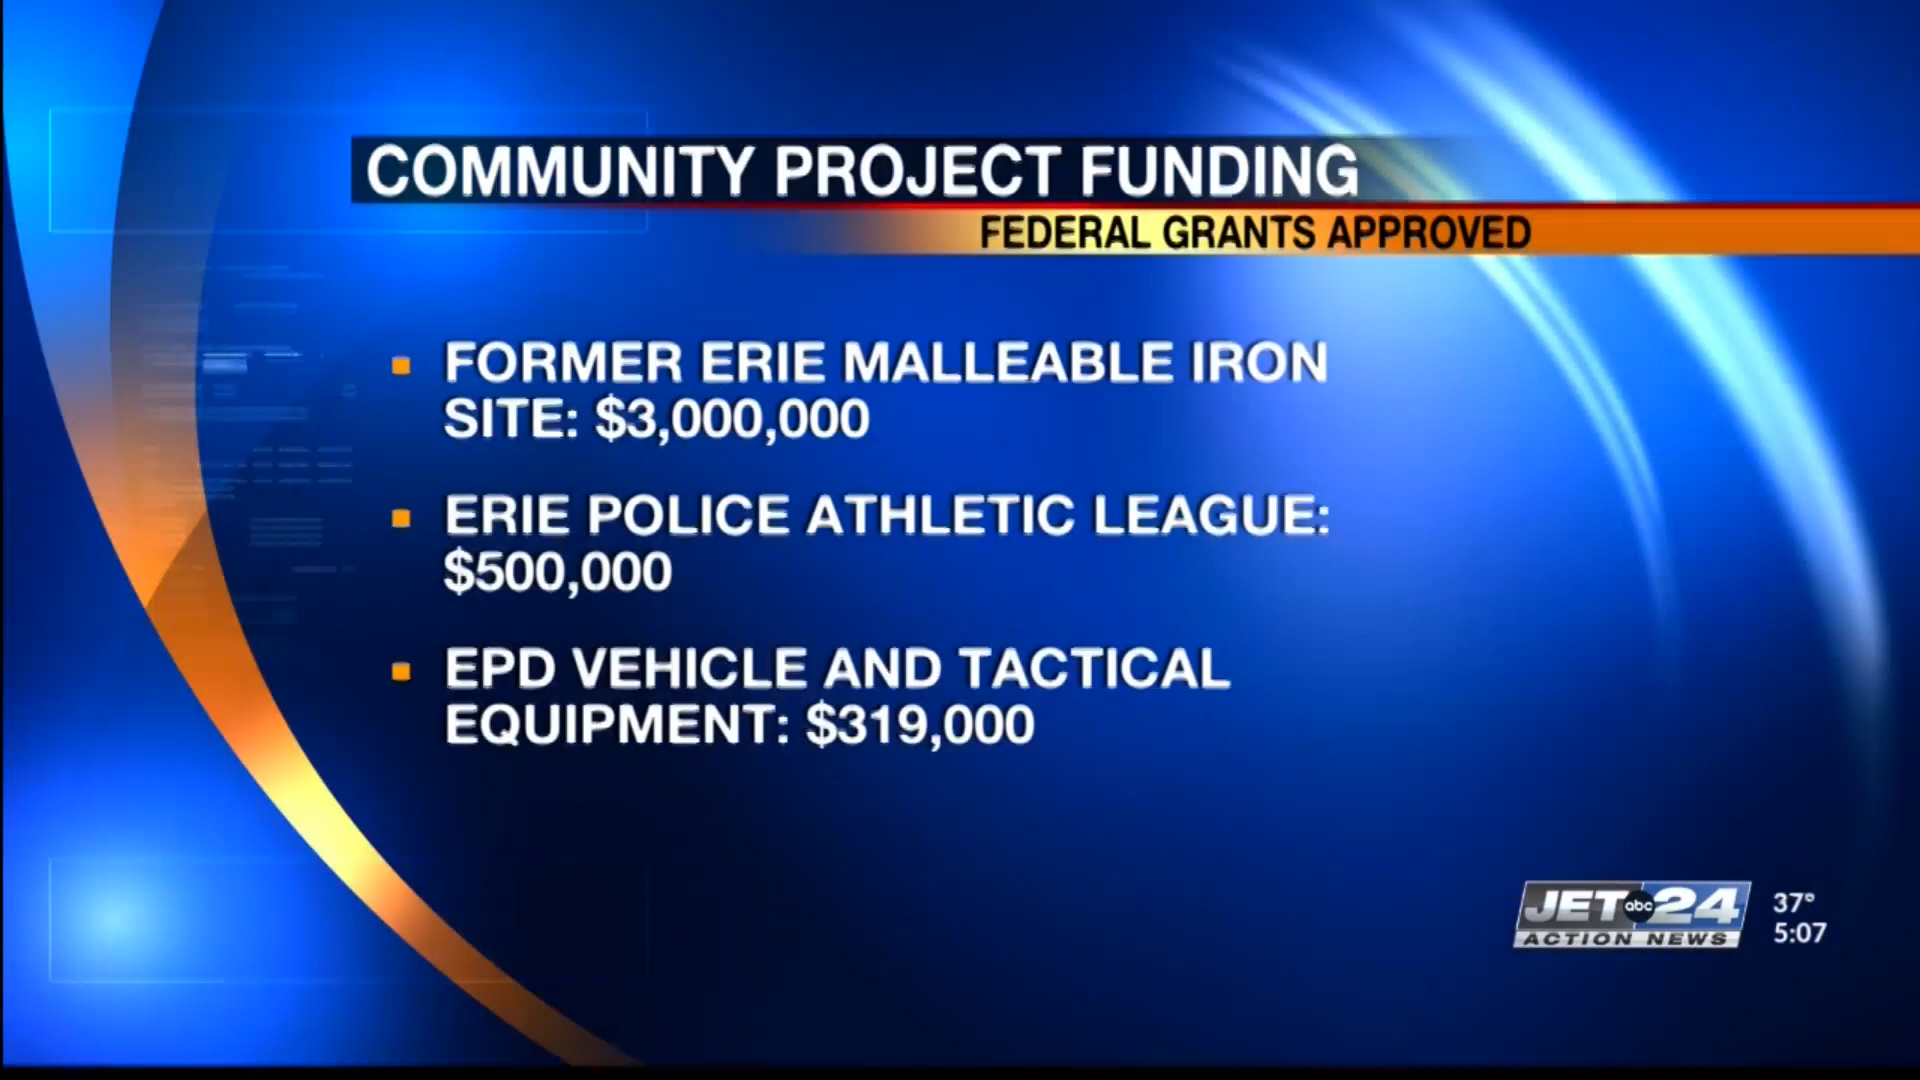 COMMUNITY PROJECT FUNDING
FEDERAL GRANTS APPROVED
▪ FORMER ERIE MALLEABLE IRON
SITE: $3,000,000
▪ ERIE POLICE ATHLETIC LEAGUE:
$500,000
▪ EPD VEHICLE AND TACTICAL
EQUIPMENT: $319,000
JET abc 24
ACTION NEWS
37°
5:07